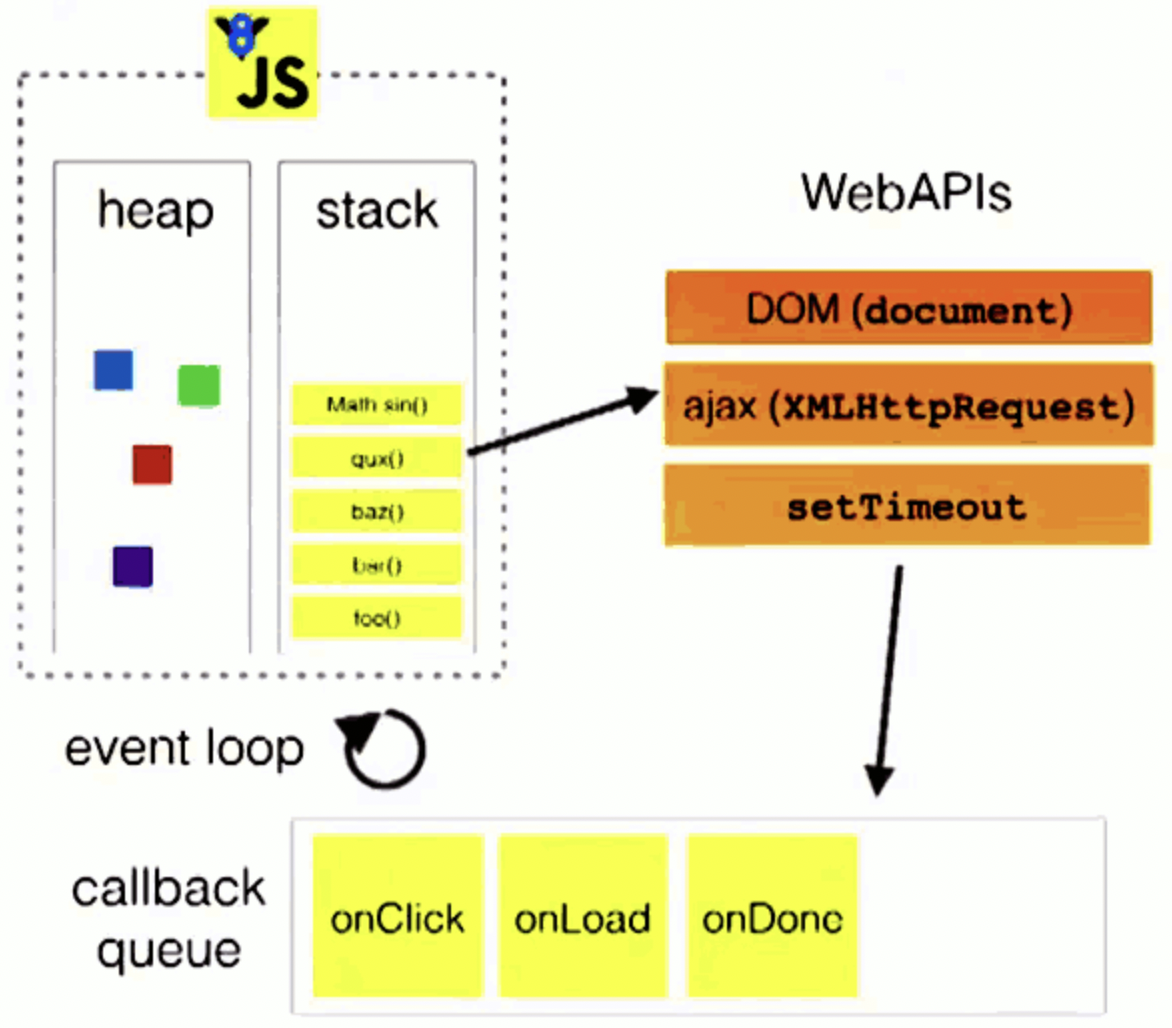 8
JS
heap
stack
Math sin()
qux()
baz()
bar()
foo()
WebAPIs
DOM (document)
ajax (XMLHttpRequest)
setTimeout
event loop
callback
queue
onClick
onLoad
onDone